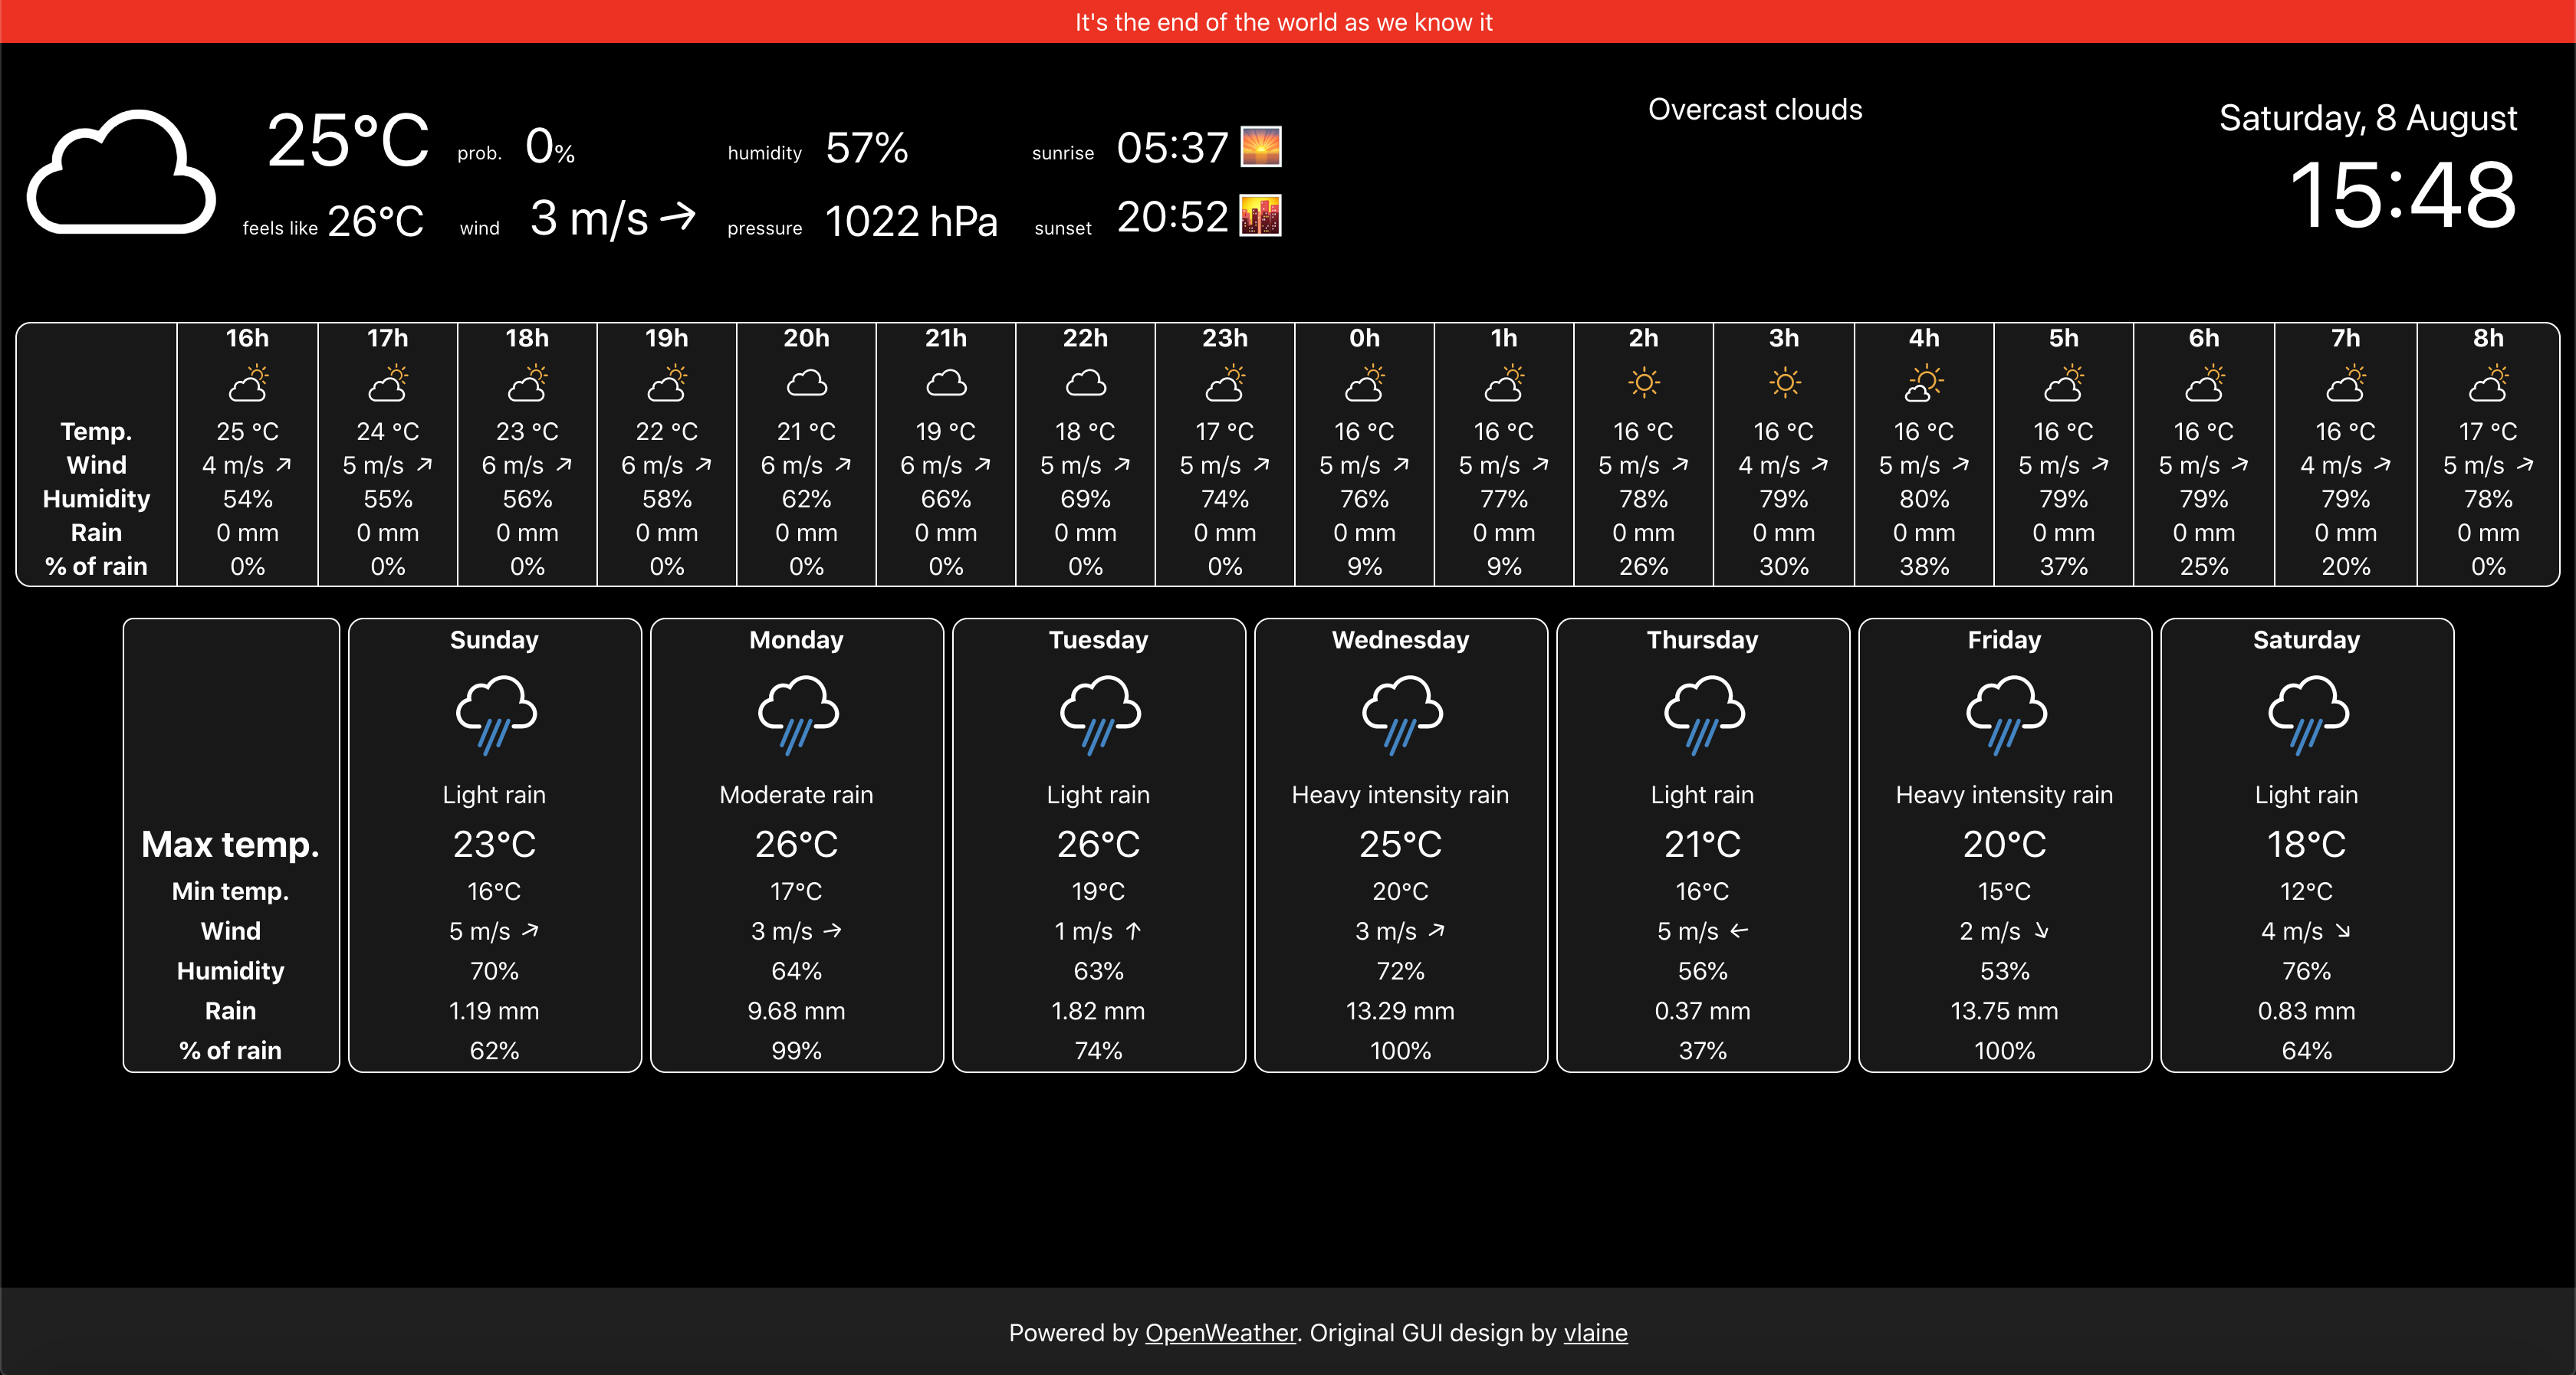 It's the end of the world as we know it
25°C prob. 0% humidity 57% sunrise 05:37
feels like 26°C wind 3 m/s pressure 1022 hPa sunset 20:52
Overcast clouds
Saturday, 8 August
15:48
16h 17h 18h 19h 20h 21h 22h 23h 0h 1h 2h 3h 4h 5h 6h 7h 8h
Temp. 25 °C 24 °C 23 °C 22 °C 21 °C 19 °C 18 °C 17 °C 16 °C 16 °C 16 °C 16 °C 16 °C 16 °C 16 °C 16 °C 17 °C
Wind 4 m/s 5 m/s 6 m/s 6 m/s 6 m/s 6 m/s 5 m/s 5 m/s 5 m/s 5 m/s 5 m/s 4 m/s 5 m/s 5 m/s 5 m/s 4 m/s 5 m/s
Humidity 54% 55% 56% 58% 62% 66% 69% 74% 76% 77% 78% 79% 80% 79% 79% 79% 78%
Rain 0 mm 0 mm 0 mm 0 mm 0 mm 0 mm 0 mm 0 mm 0 mm 0 mm 0 mm 0 mm 0 mm 0 mm 0 mm 0 mm 0 mm
% of rain 0% 0% 0% 0% 0% 0% 0% 0% 9% 9% 26% 30% 38% 37% 25% 20% 0%
Sunday Monday Tuesday Wednesday Thursday Friday Saturday
Light rain Moderate rain Light rain Heavy intensity rain Light rain Heavy intensity rain Light rain
Max temp. 23°C 26°C 26°C 25°C 21°C 20°C 18°C
Min temp. 16°C 17°C 19°C 20°C 16°C 15°C 12°C
Wind 5 m/s 3 m/s 1 m/s 3 m/s 5 m/s 2 m/s 4 m/s
Humidity 70% 64% 63% 72% 56% 53% 76%
Rain 1.19 mm 9.68 mm 1.82 mm 13.29 mm 0.37 mm 13.75 mm 0.83 mm
% of rain 62% 99% 74% 100% 37% 100% 64%
Powered by OpenWeather. Original GUI design by vlaine